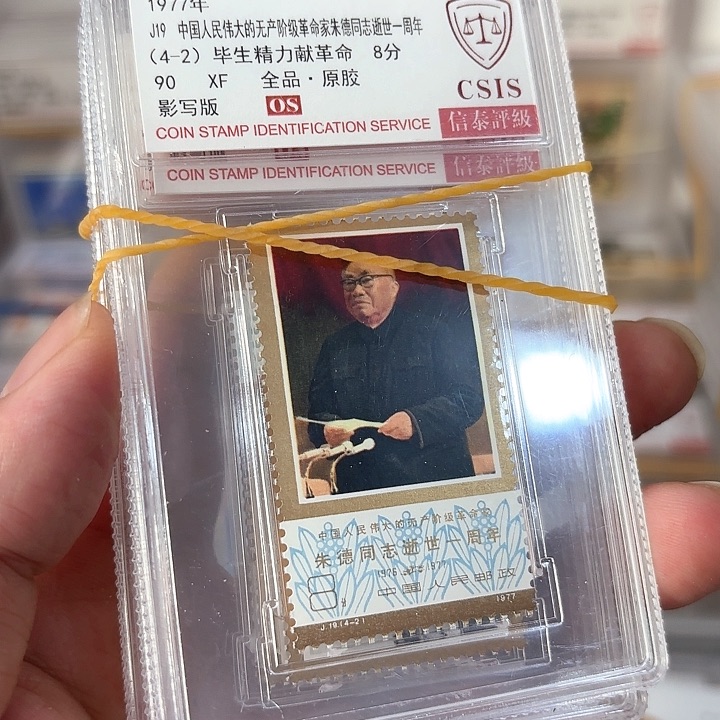 1977年
J19 中国人民伟大的无产阶级革命家朱德同志逝世一周年
(4-2) 毕生精力献革命 8分
90 XF 全品·原胶
影写版 OS
CSIS
COIN STAMP IDENTIFICATION SERVICE 信泰評級
COIN STAMP IDENTIFICATION SERVICE 信泰評級
中国人民伟大的无产阶级革命家
朱德同志逝世一周年
1976 1977
8分 中国人民邮政
J.19.(4-2) 1977